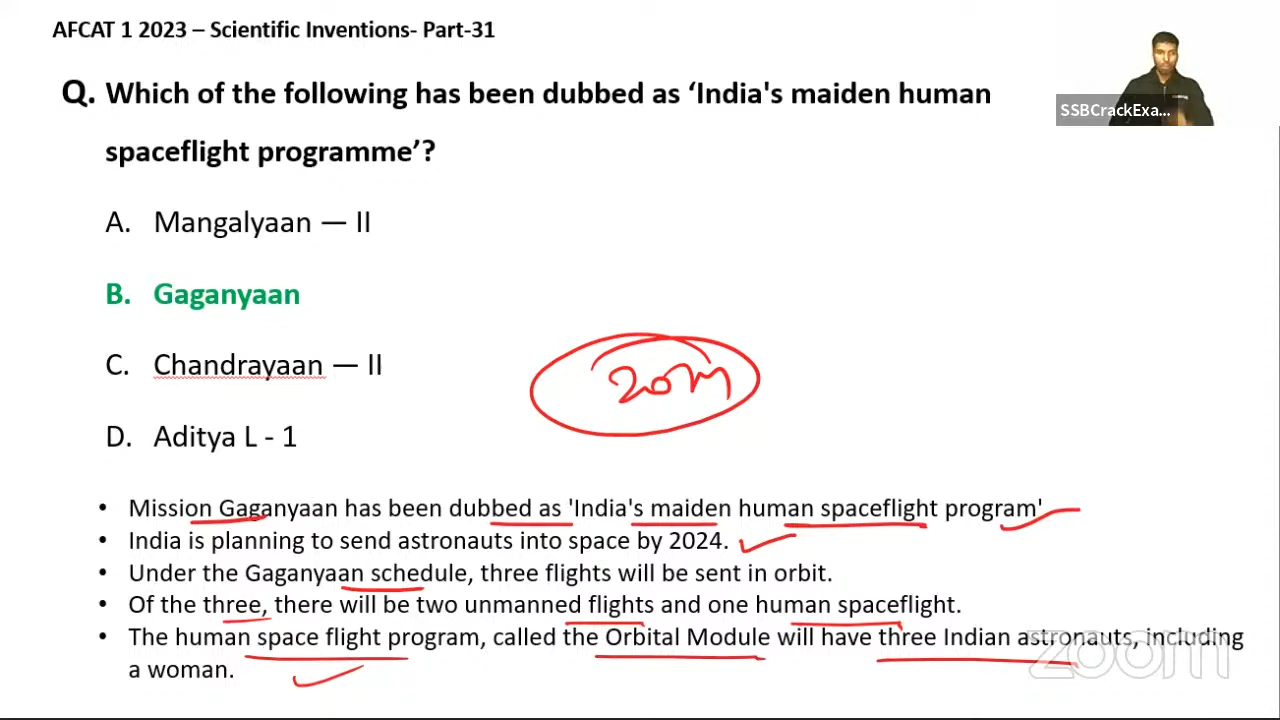 AFCAT 1 2023 – Scientific Inventions- Part-31
Q. Which of the following has been dubbed as ‘India's maiden human
spaceflight programme’?
SSBCrackExa...
A. Mangalyaan — II
B. Gaganyaan
C. Chandrayaan — II
D. Aditya L - 1
• Mission Gaganyaan has been dubbed as 'India's maiden human spaceflight program'
• India is planning to send astronauts into space by 2024.
• Under the Gaganyaan schedule, three flights will be sent in orbit.
• Of the three, there will be two unmanned flights and one human spaceflight.
• The human space flight program, called the Orbital Module will have three Indian astronauts, including
a woman.
zoom